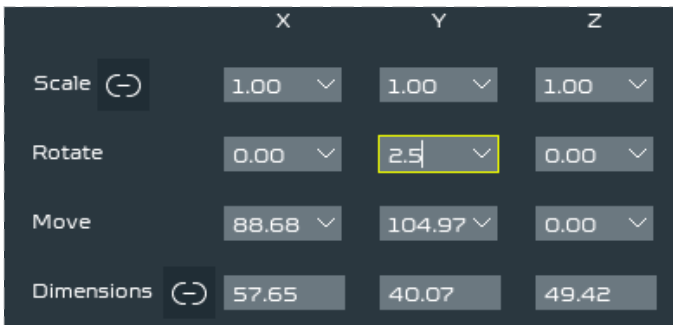 X Y Z
Scale 1.00 1.00 1.00
Rotate 0.00 2.5 0.00
Move 88.68 104.97 0.00
Dimensions 57.65 40.07 49.42